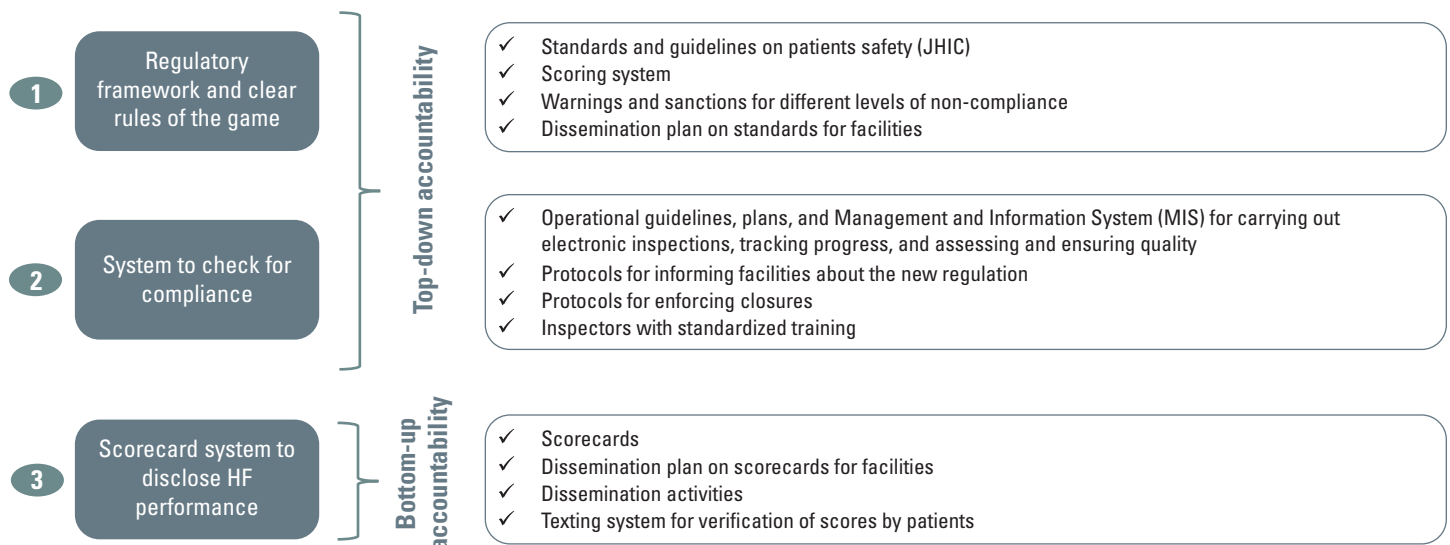 1
Regulatory
framework and clear
rules of the game
Top-down accountability
✓ Standards and guidelines on patients safety (JHIC)
✓ Scoring system
✓ Warnings and sanctions for different levels of non-compliance
✓ Dissemination plan on standards for facilities
2
System to check for
compliance
✓ Operational guidelines, plans, and Management and Information System (MIS) for carrying out
electronic inspections, tracking progress, and assessing and ensuring quality
✓ Protocols for informing facilities about the new regulation
✓ Protocols for enforcing closures
✓ Inspectors with standardized training
3
Scorecard system to
disclose HF
performance
Bottom-up
accountability
✓ Scorecards
✓ Dissemination plan on scorecards for facilities
✓ Dissemination activities
✓ Texting system for verification of scores by patients